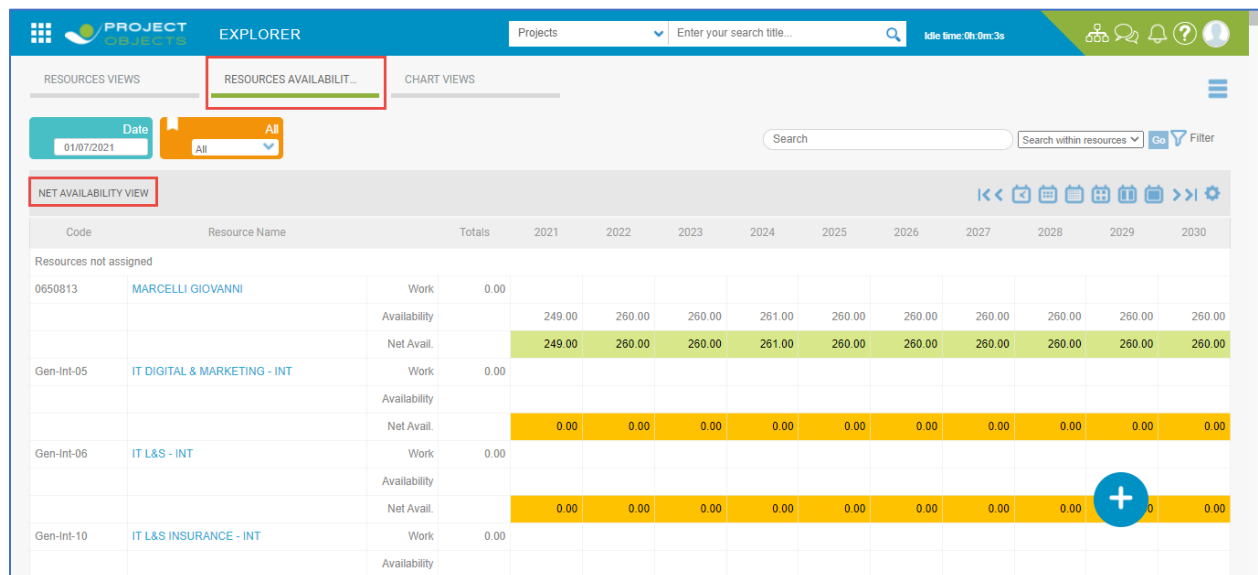 PROJECT OBJECTS EXPLORER Projects Enter your search title... Idle time:0h:0m:3s ?
RESOURCES VIEWS RESOURCES AVAILABILIT... CHART VIEWS
Date All
01/07/2021 All Search Search within resources Go Filter
NET AVAILABILITY VIEW
Code Resource Name Totals 2021 2022 2023 2024 2025 2026 2027 2028 2029 2030
Resources not assigned
0650813 MARCELLI GIOVANNI Work 0.00
Availability 249.00 260.00 260.00 261.00 260.00 260.00 260.00 260.00 260.00 260.00
Net Avail. 249.00 260.00 260.00 261.00 260.00 260.00 260.00 260.00 260.00 260.00
Gen-Int-05 IT DIGITAL & MARKETING - INT Work 0.00
Availability
Net Avail. 0.00 0.00 0.00 0.00 0.00 0.00 0.00 0.00 0.00 0.00
Gen-Int-06 IT L&S - INT Work 0.00
Availability
Net Avail. 0.00 0.00 0.00 0.00 0.00 0.00 0.00 0.00 0 0.00
Gen-Int-10 IT L&S INSURANCE - INT Work 0.00
Availability